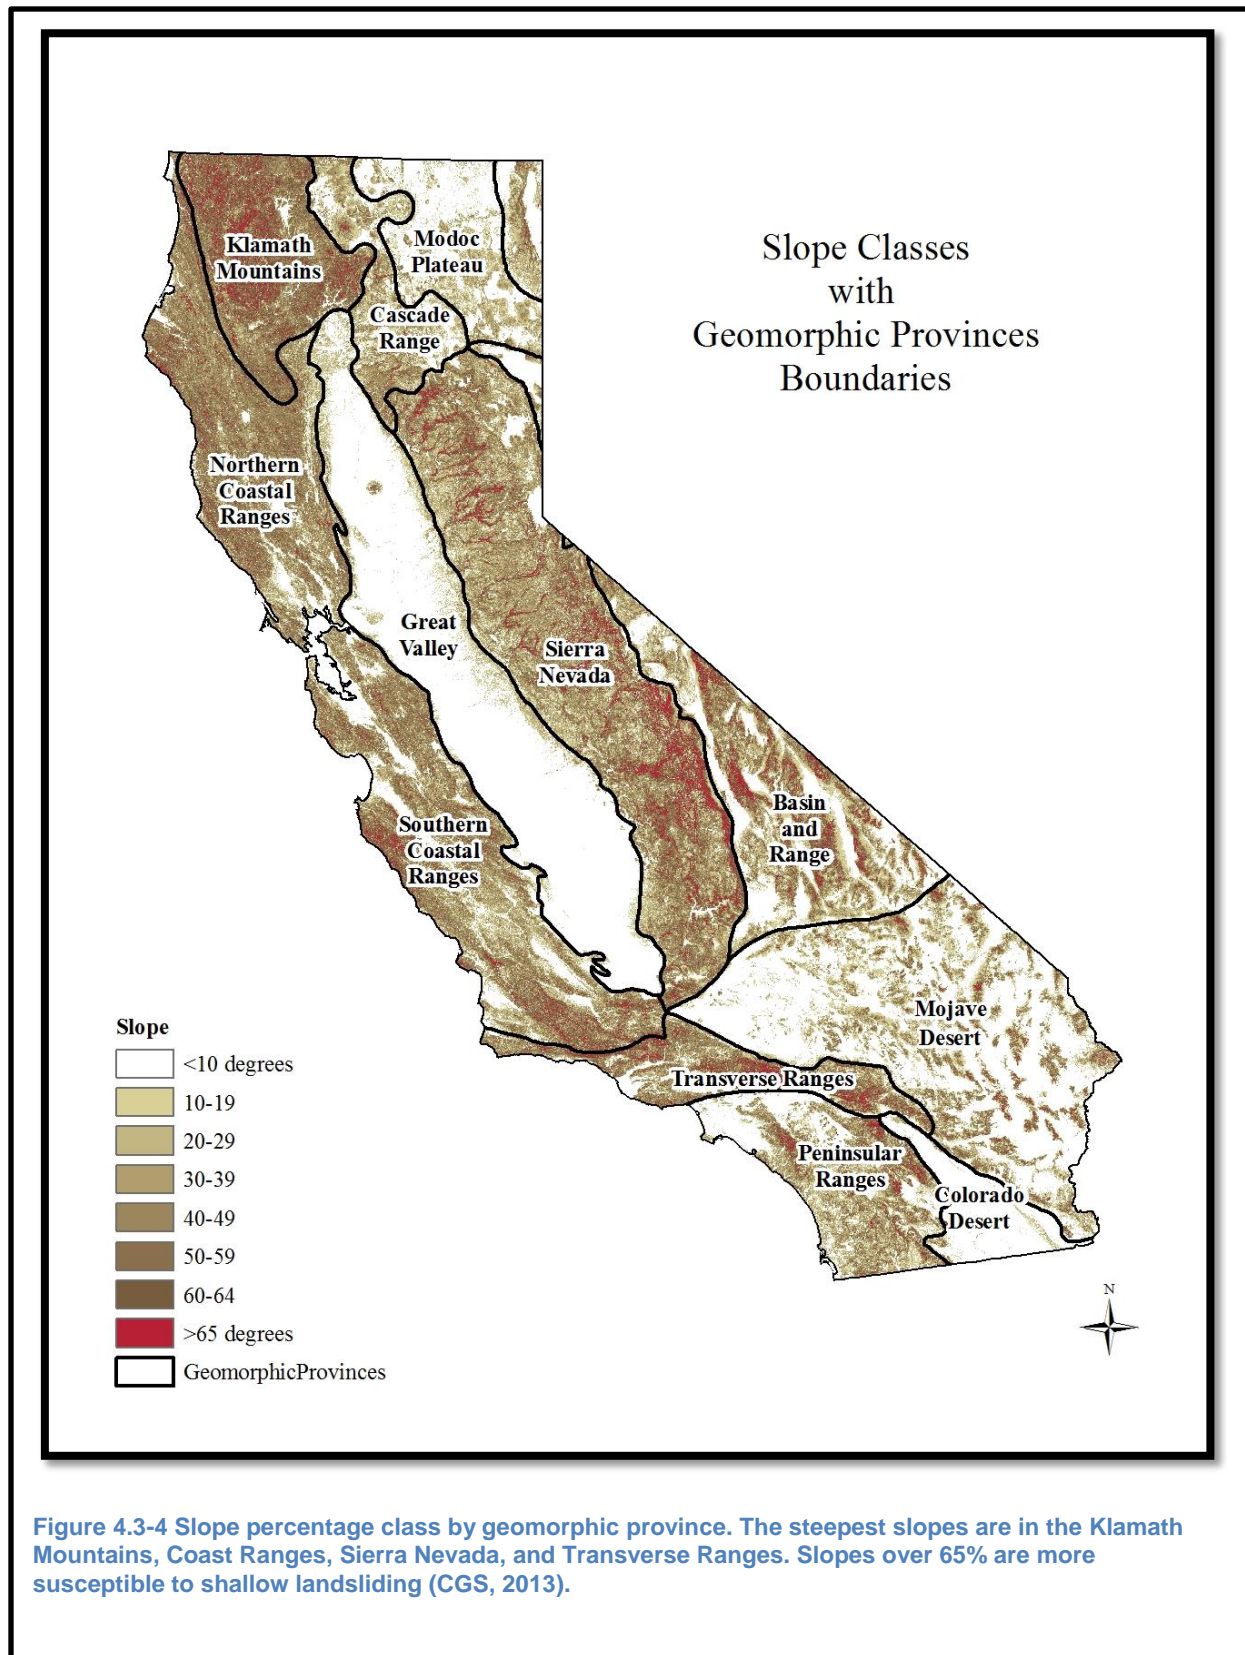 Slope Classes
with
Geomorphic Provinces
Boundaries
Klamath
Mountains
Modoc
Plateau
Cascade
Range
Northern
Coastal
Ranges
Great
Valley
Sierra
Nevada
Basin
and
Range
Southern
Coastal
Ranges
Mojave
Desert
Transverse Ranges
Peninsular
Ranges
Colorado
Desert
Slope
<10 degrees
10-19
20-29
30-39
40-49
50-59
60-64
>65 degrees
GeomorphicProvinces
N
Figure 4.3-4 Slope percentage class by geomorphic province. The steepest slopes are in the Klamath
Mountains, Coast Ranges, Sierra Nevada, and Transverse Ranges. Slopes over 65% are more
susceptible to shallow landsliding (CGS, 2013).